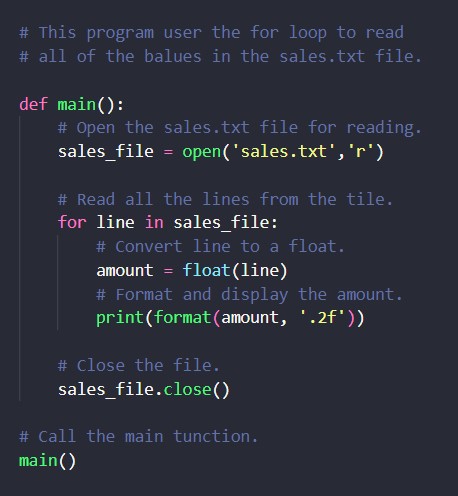 # This program user the for loop to read
# all of the balues in the sales.txt file.
def main():
    # Open the sales.txt file for reading.
    sales_file = open('sales.txt','r')
    # Read all the lines from the tile.
    for line in sales_file:
        # Convert line to a float.
        amount = float(line)
        # Format and display the amount.
        print(format(amount, '.2f'))
    # Close the file.
    sales_file.close()
# Call the main tunction.
main()